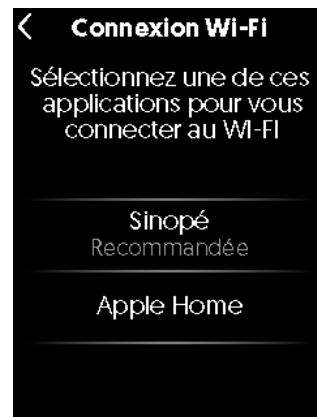 Connexion Wi-Fi
Sélectionnez une de ces
applications pour vous
connecter au WI-FI
Sinopé
Recommandée
Apple Home